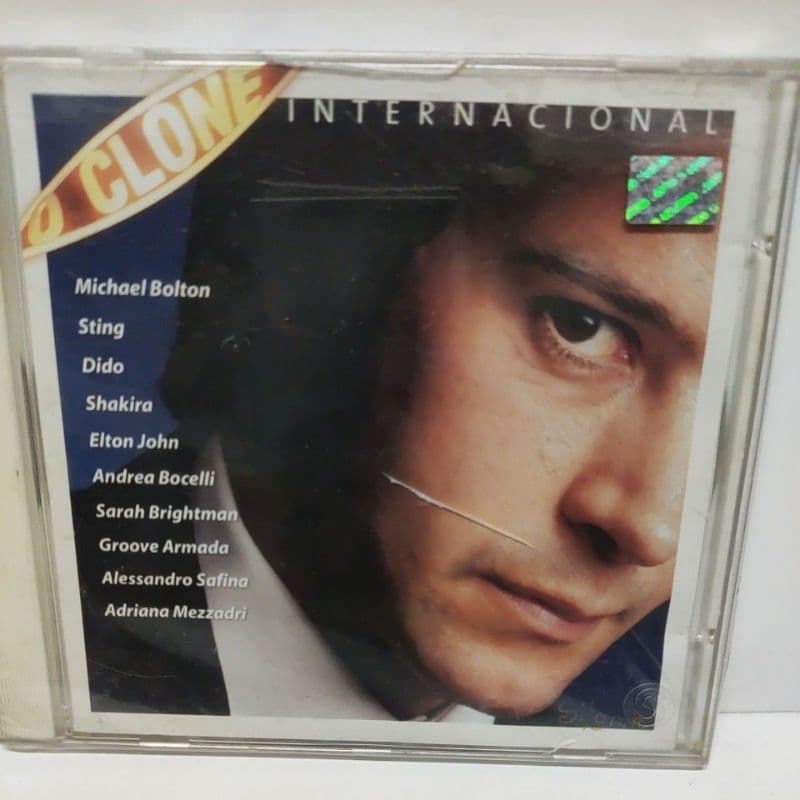 O CLONE
INTERNACIONAL
Michael Bolton
Sting
Dido
Shakira
Elton John
Andrea Bocelli
Sarah Brightman
Groove Armada
Alessandro Safina
Adriana Mezzadri